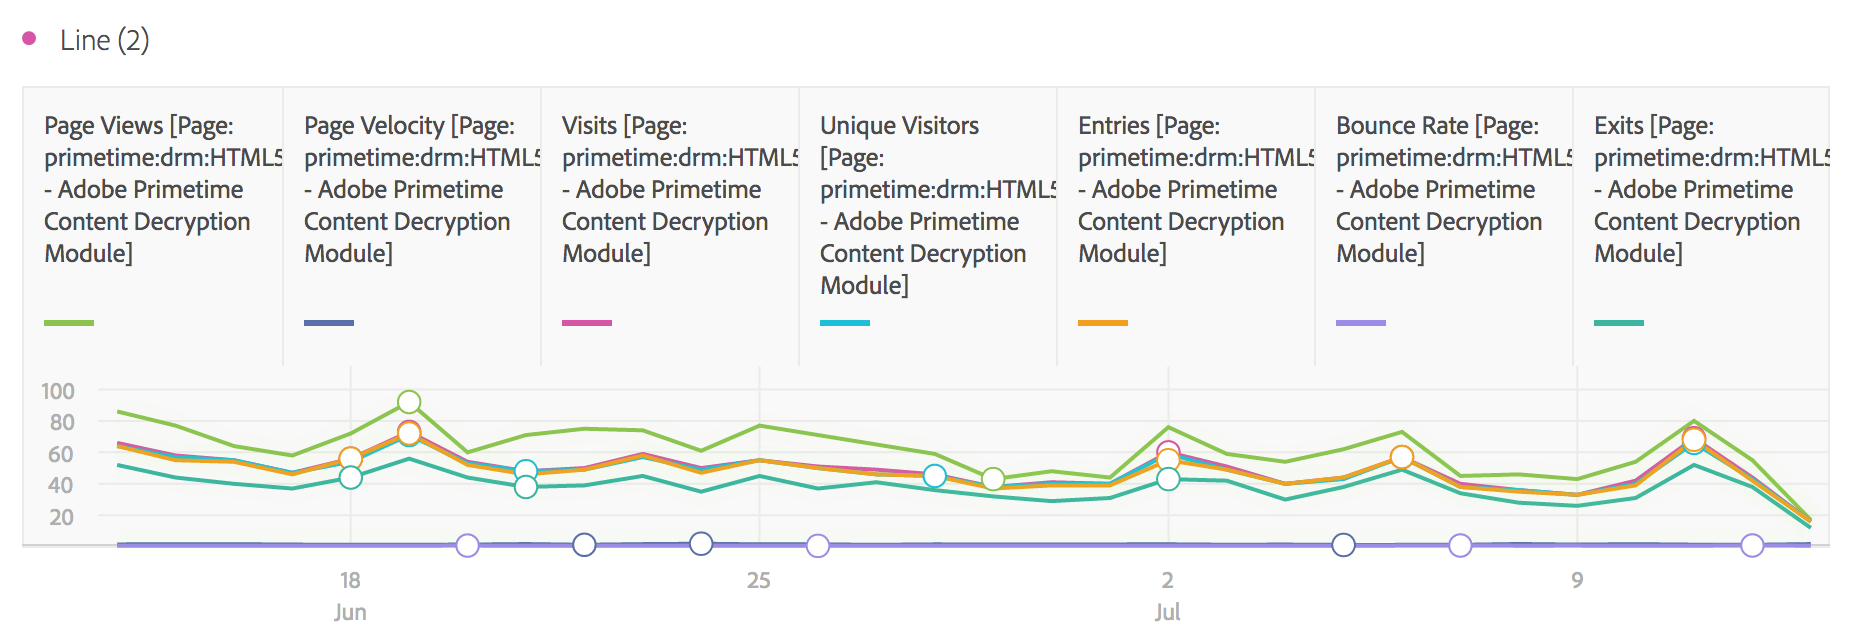 Line (2)
Page Views [Page:
primetime:drm:HTML5
- Adobe Primetime
Content Decryption
Module]
Page Velocity [Page:
primetime:drm:HTML5
- Adobe Primetime
Content Decryption
Module]
Visits [Page:
primetime:drm:HTML5
- Adobe Primetime
Content Decryption
Module]
Unique Visitors
[Page:
primetime:drm:HTML5
- Adobe Primetime
Content Decryption
Module]
Entries [Page:
primetime:drm:HTML5
- Adobe Primetime
Content Decryption
Module]
Bounce Rate [Page:
primetime:drm:HTML5
- Adobe Primetime
Content Decryption
Module]
Exits [Page:
primetime:drm:HTML5
- Adobe Primetime
Content Decryption
Module]
100
80
60
40
20
18
25
2
9
Jun
Jul